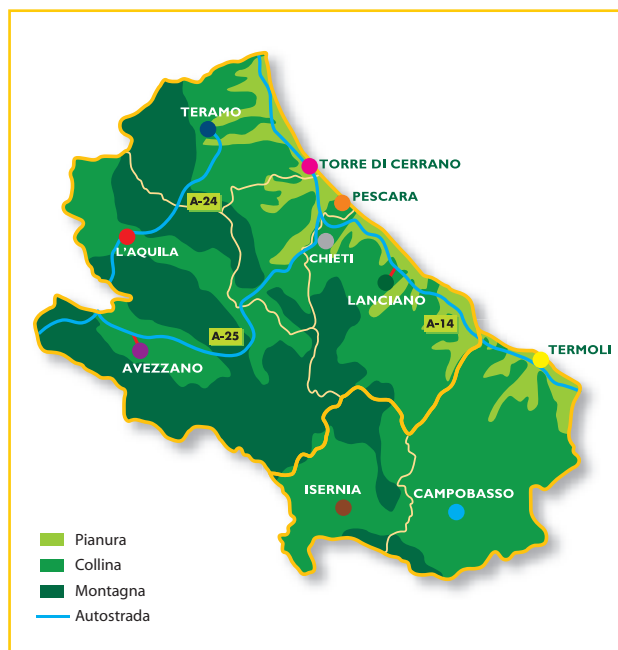 TERAMO
TORRE DI CERRANO
PESCARA
A-24
L'AQUILA
CHIETI
LANCIANO
A-14
A-25
TERMOLI
AVEZZANO
ISERNIA
CAMPOBASSO
Pianura
Collina
Montagna
Autostrada